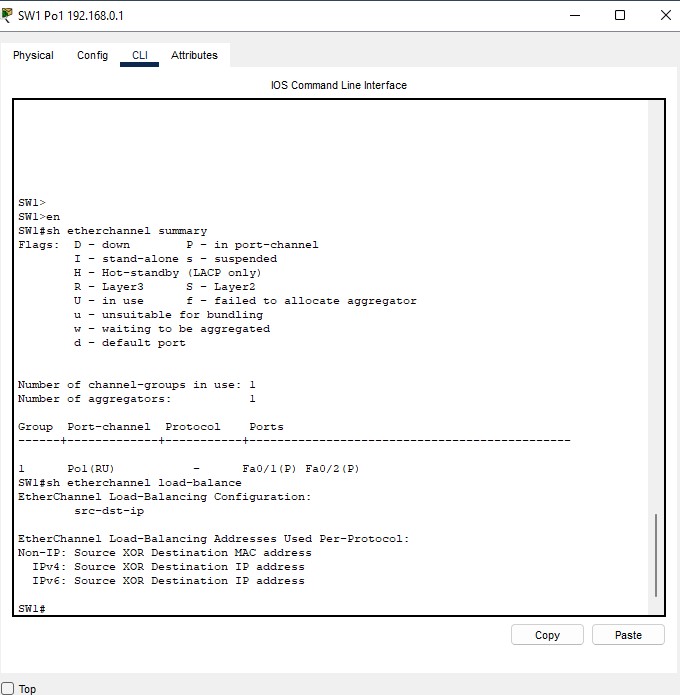 SW1 Po1 192.168.0.1
Physical Config CLI Attributes
IOS Command Line Interface
SW1>
SW1>en
SW1#sh etherchannel summary
Flags:  D - down        P - in port-channel
        I - stand-alone s - suspended
        H - Hot-standby (LACP only)
        R - Layer3      S - Layer2
        U - in use      f - failed to allocate aggregator
        u - unsuitable for bundling
        w - waiting to be aggregated
        d - default port
Number of channel-groups in use: 1
Number of aggregators:           1
Group  Port-channel  Protocol    Ports
------+-------------+-----------+----------------------------------------------
1      Po1(RU)           -      Fa0/1(P) Fa0/2(P)
SW1#sh etherchannel load-balance
EtherChannel Load-Balancing Configuration:
        src-dst-ip
EtherChannel Load-Balancing Addresses Used Per-Protocol:
Non-IP: Source XOR Destination MAC address
  IPv4: Source XOR Destination IP address
  IPv6: Source XOR Destination IP address
SW1#
Copy Paste
Top